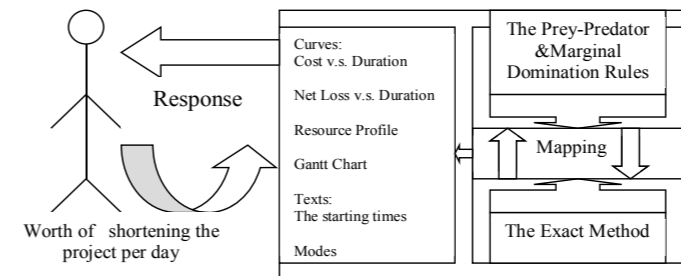 Response
Worth of shortening the
project per day
Curves:
Cost v.s. Duration
Net Loss v.s. Duration
Resource Profile
Gantt Chart
Texts:
The starting times
Modes
The Prey-Predator
&Marginal
Domination Rules
Mapping
The Exact Method